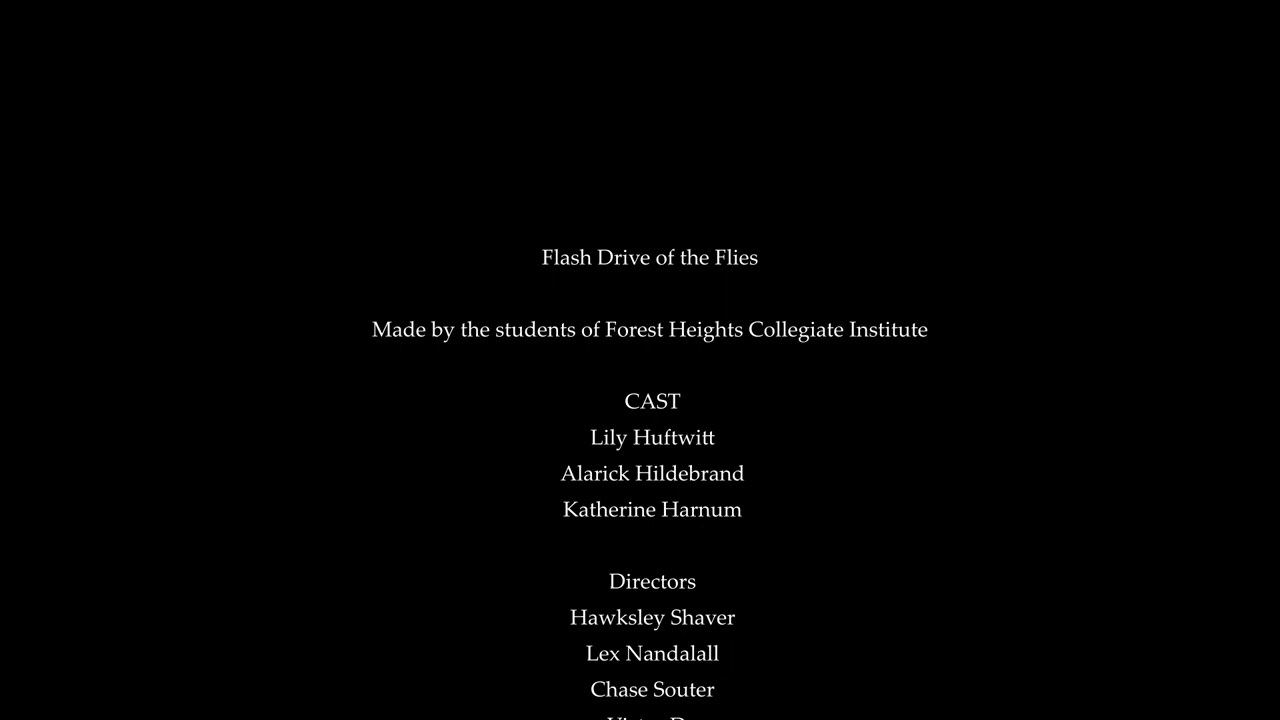 Flash Drive of the Flies
Made by the students of Forest Heights Collegiate Institute
CAST
Lily Huftwitt
Alarick Hildebrand
Katherine Harnum
Directors
Hawksley Shaver
Lex Nandalall
Chase Souter